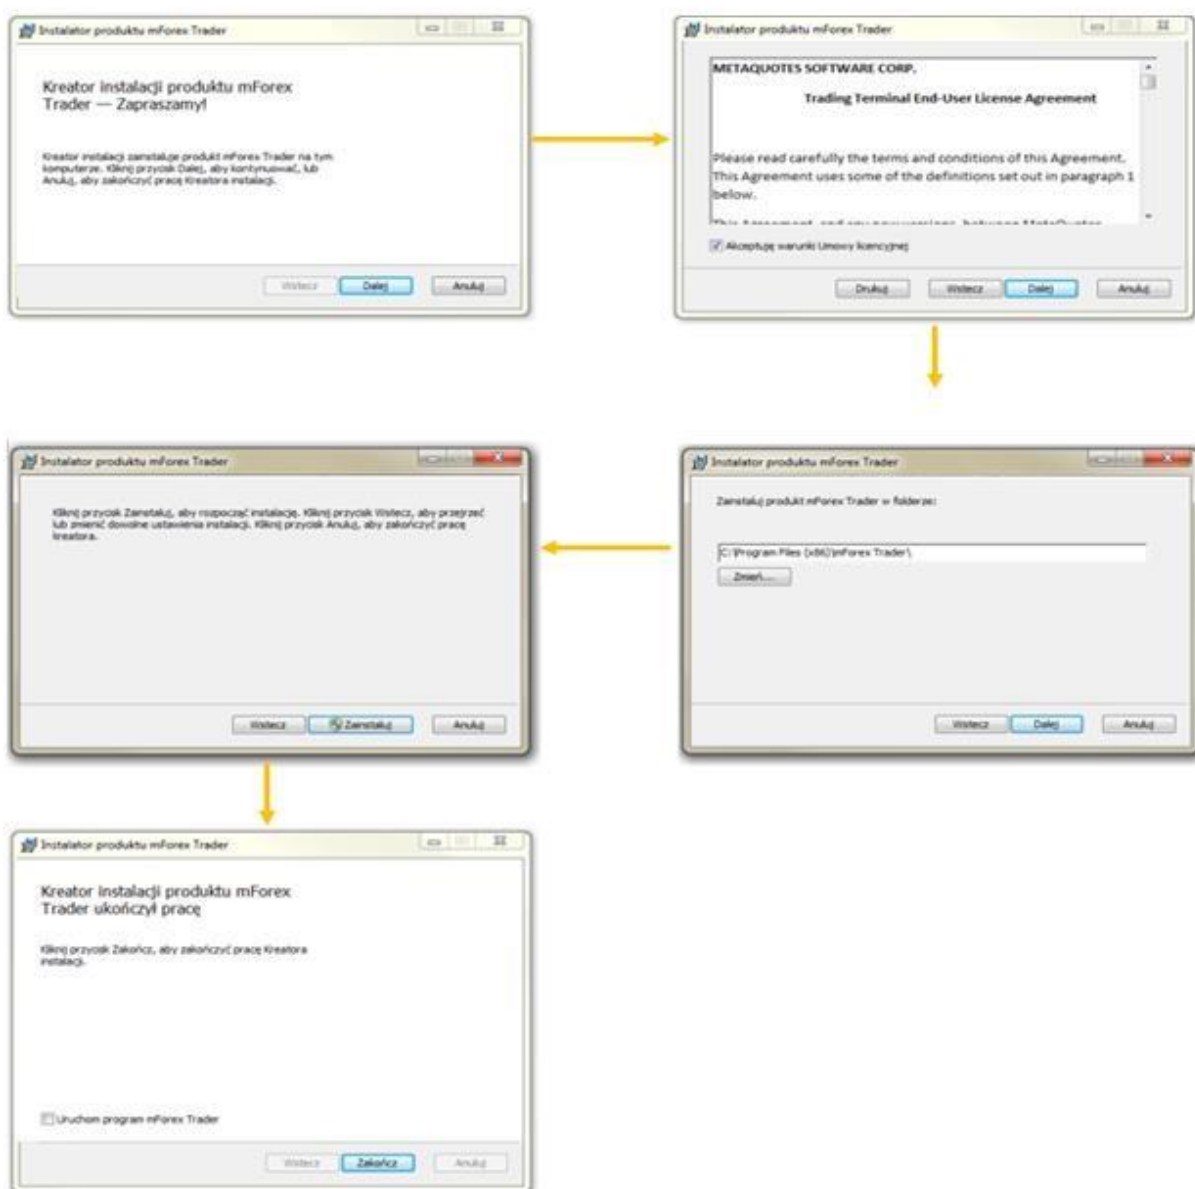 Instalator produktu mForex Trader
Kreator instalacji produktu mForex
Trader — Zapraszamy!
Kreator instalacji zainstaluje produkt mForex Trader na tym
komputerze. Kliknij przycisk Dalej, aby kontynuować, lub
Anuluj, aby zakończyć pracę Kreatora instalacji.
Wstecz Dalej Anuluj
Instalator produktu mForex Trader
METAQUOTES SOFTWARE CORP.
Trading Terminal End-User License Agreement
Please read carefully the terms and conditions of this Agreement.
This Agreement uses some of the definitions set out in paragraph 1
below.
This Agreement, and any new versions, between MetaQuotes
Akceptuję warunki Umowy licencyjnej
Drukuj Wstecz Dalej Anuluj
Instalator produktu mForex Trader
Zainstaluj produkt mForex Trader w folderze:
C:\Program Files (x86)\mForex Trader\
Zmień...
Wstecz Dalej Anuluj
Instalator produktu mForex Trader
Kliknij przycisk Zainstaluj, aby rozpocząć instalację. Kliknij przycisk Wstecz, aby przejrzeć
lub zmienić dowolne ustawienia instalacji. Kliknij przycisk Anuluj, aby zakończyć pracę
kreatora.
Wstecz Zainstaluj Anuluj
Instalator produktu mForex Trader
Kreator instalacji produktu mForex
Trader ukończył pracę
Kliknij przycisk Zakończ, aby zakończyć pracę Kreatora
instalacji.
Uruchom program mForex Trader
Wstecz Zakończ Anuluj